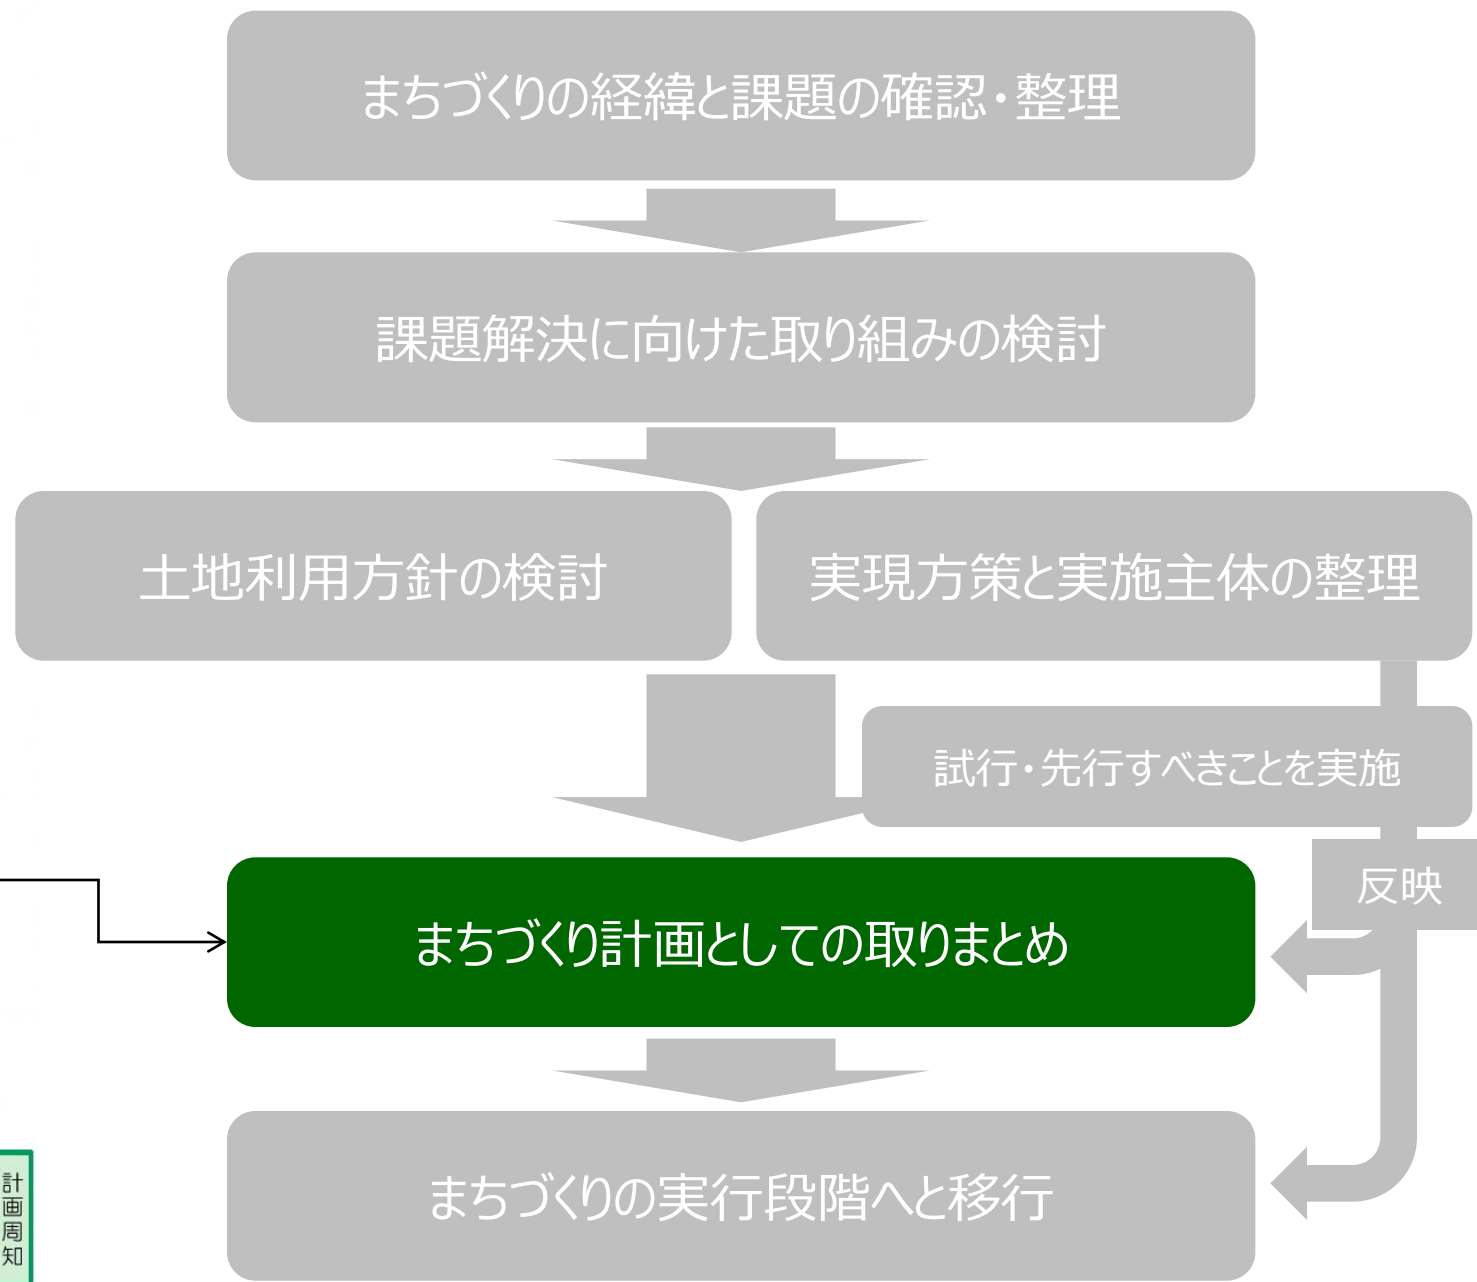 まちづくりの経緯と課題の確認・整理
課題解決に向けた取り組みの検討
土地利用方針の検討
実現方策と実施主体の整理
試行・先行すべきことを実施
反映
まちづくり計画としての取りまとめ
まちづくりの実行段階へと移行
計画周知